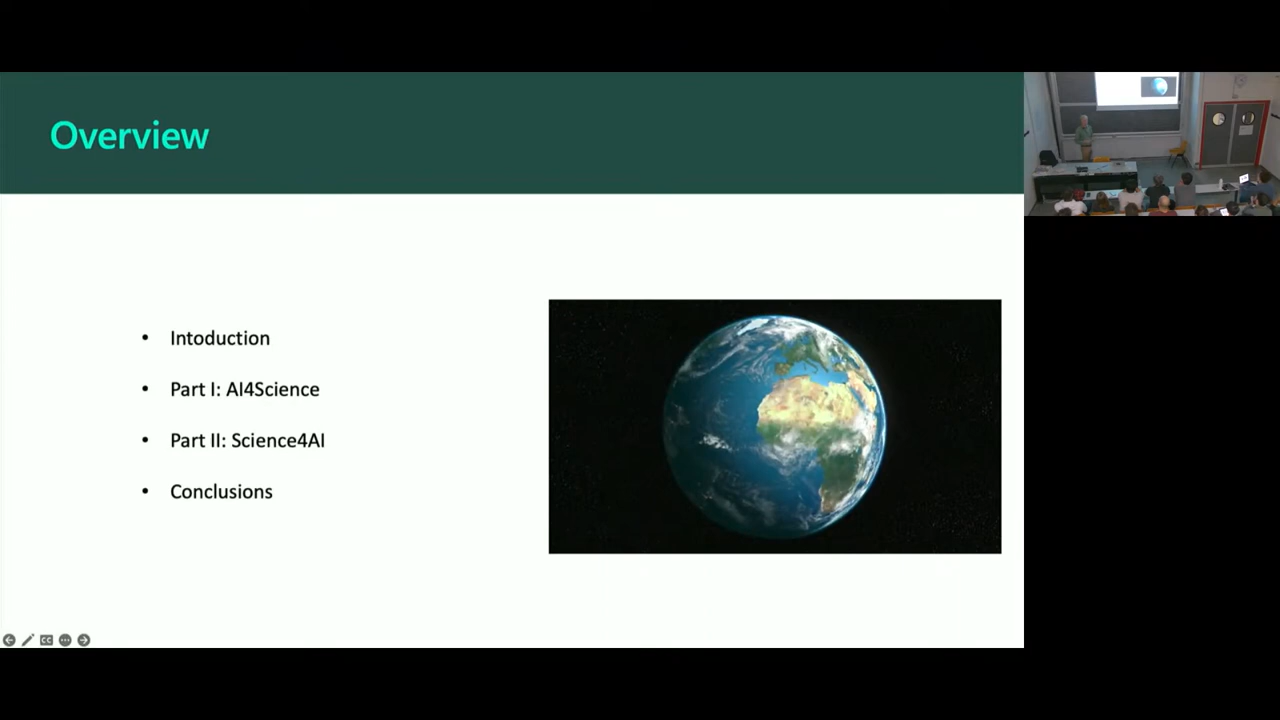 Overview
• Intoduction
• Part I: AI4Science
• Part II: Science4AI
• Conclusions